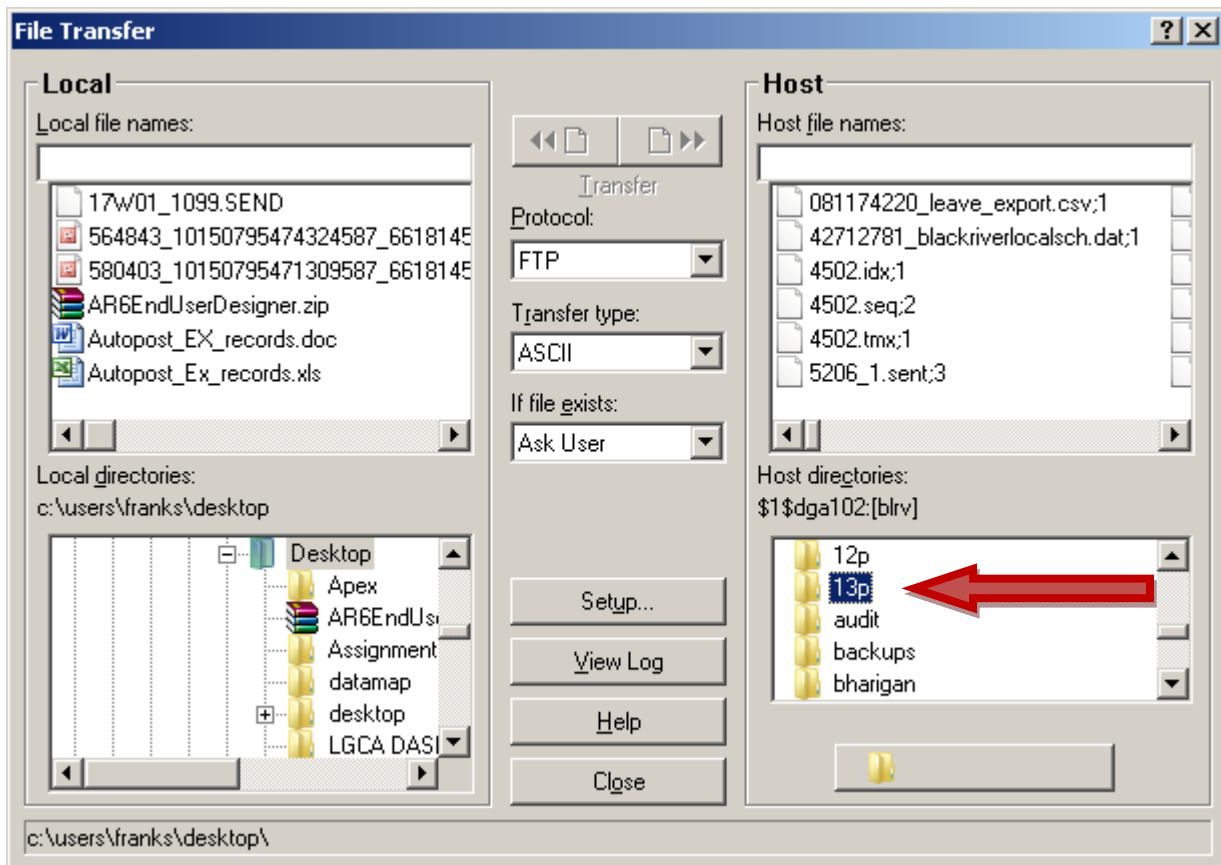 File Transfer
Local
Local file names:
17W01_1099.SEND
564843_10150795474324587_6618145
580403_10150795471309587_6618145
AR6EndUserDesigner.zip
Autopost_EX_records.doc
Autopost_Ex_records.xls
Local directories:
c:\users\franks\desktop
Desktop
Apex
AR6EndUs
Assignment
datamap
desktop
LGCA DAS
Transfer
Protocol:
FTP
Transfer type:
ASCII
If file exists:
Ask User
Setup...
View Log
Help
Close
Host
Host file names:
081174220_leave_export.csv;1
42712781_blackriverlocalsch.dat;1
4502.idx;1
4502.seq;2
4502.tmx;1
5206_1.sent;3
Host directories:
$1$dga102:[blrv]
12p
13p
audit
backups
bharigan
c:\users\franks\desktop\